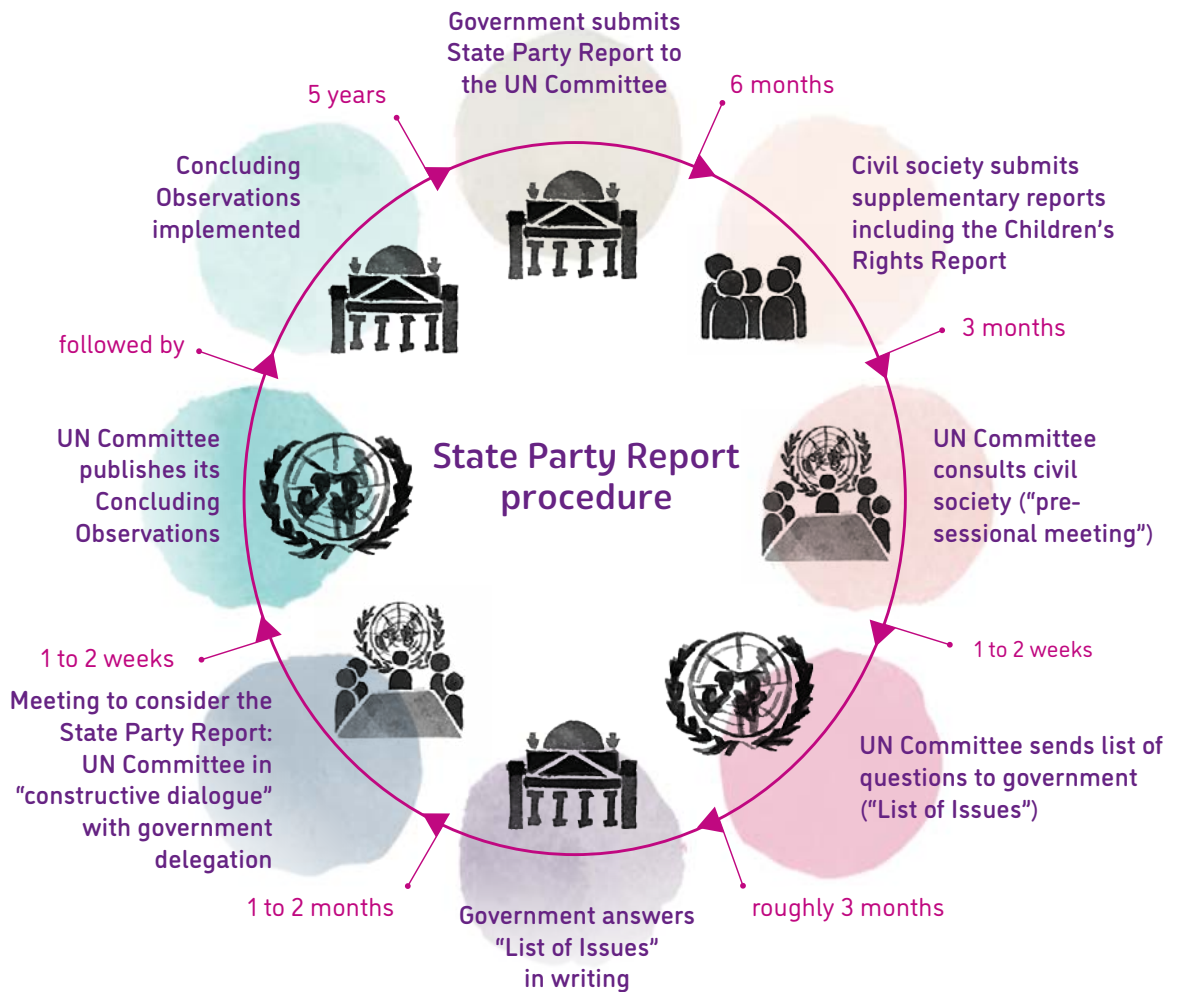 Government submits
State Party Report to
the UN Committee
6 months
Civil society submits
supplementary reports
including the Children’s
Rights Report
3 months
UN Committee
consults civil
society (“pre-
sessional meeting”)
1 to 2 weeks
UN Committee sends list of
questions to government
(“List of Issues”)
roughly 3 months
Government answers
“List of Issues”
in writing
1 to 2 months
Meeting to consider the
State Party Report:
UN Committee in
“constructive dialogue”
with government
delegation
1 to 2 weeks
UN Committee
publishes its
Concluding
Observations
followed by
Concluding
Observations
implemented
5 years
State Party Report
procedure